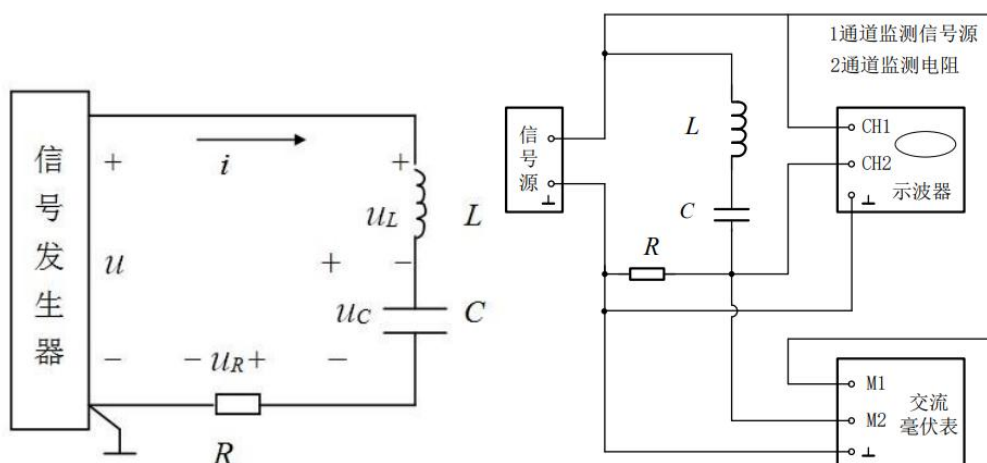 信号发生器
+
i
+
u_L
L
u
+
−
u_C
C
−
− u_R +
−
R
1通道监测信号源
2通道监测电阻
信号源
L
CH1
CH2
示波器
C
R
M1
M2
交流
毫伏表